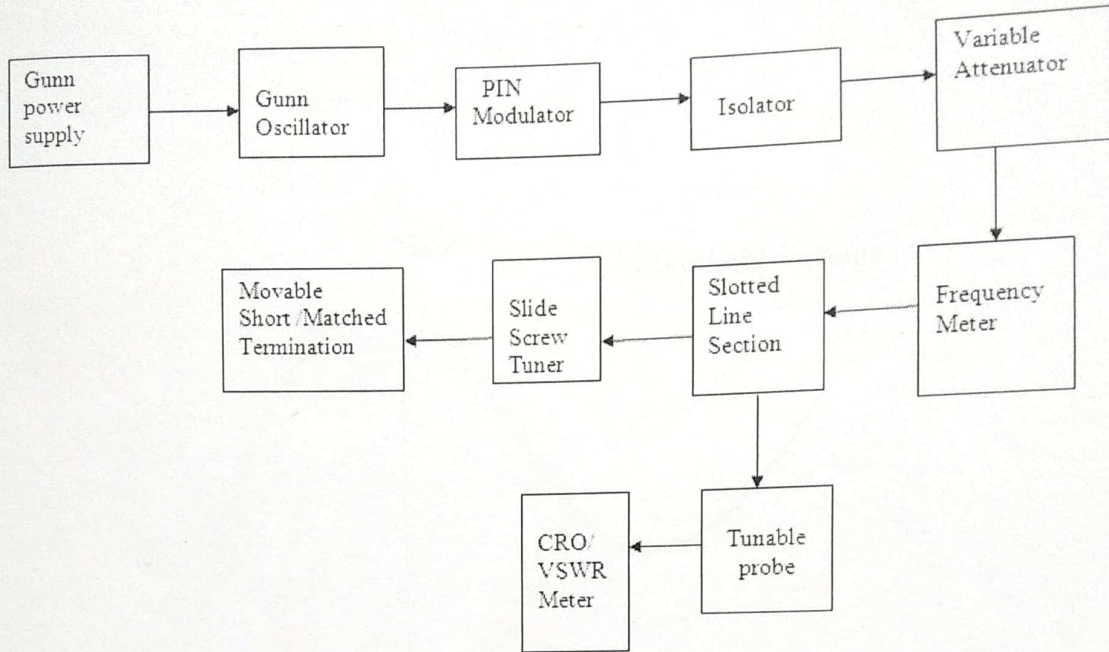 Gunn
power
supply
Gunn
Oscillator
PIN
Modulator
Isolator
Variable
Attenuator
Movable
Short/Matched
Termination
Slide
Screw
Tuner
Slotted
Line
Section
Frequency
Meter
CRO/
VSWR
Meter
Tunable
probe